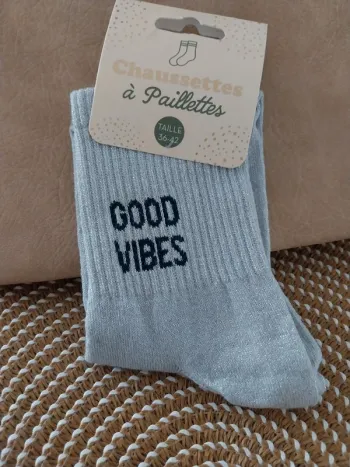 Chaussettes
à Paillettes
TAILLE
36-42
GOOD
VIBES